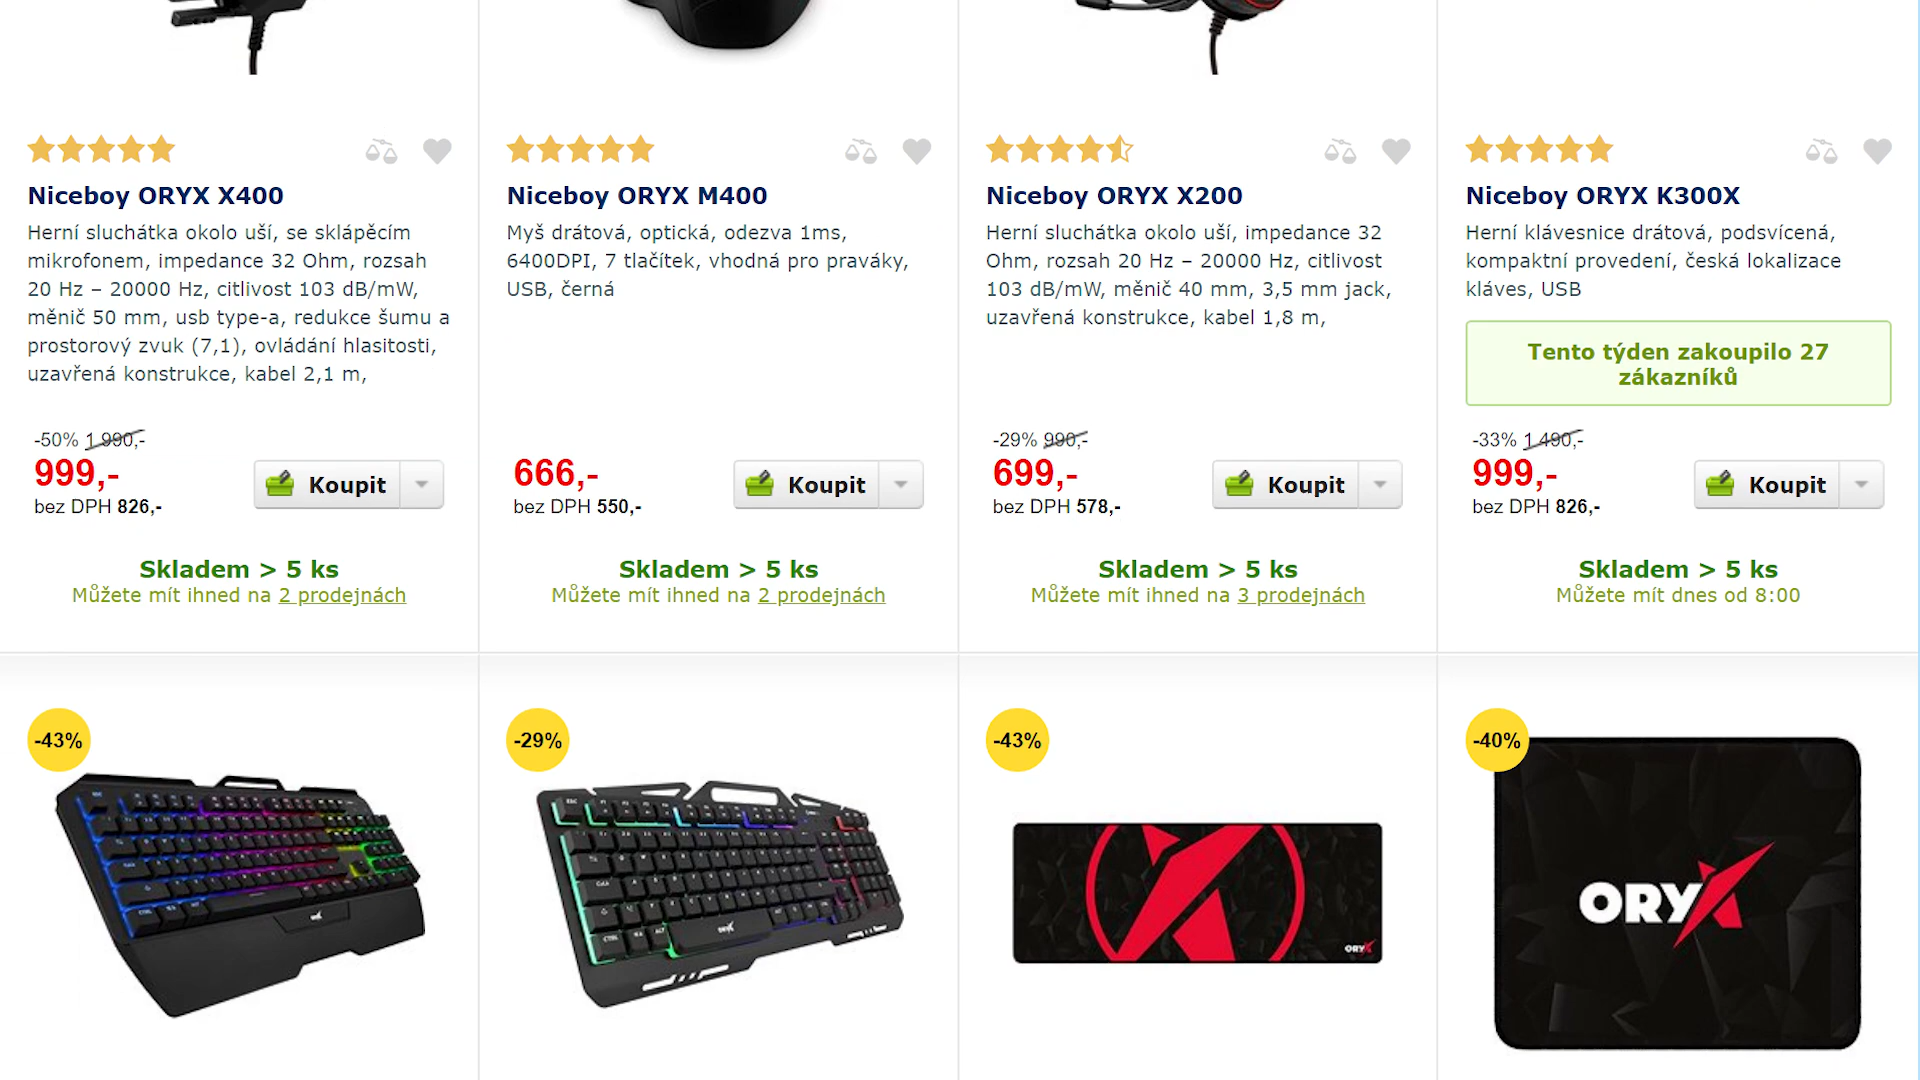 Niceboy ORYX X400
Herní sluchátka okolo uší, se sklápěcím
mikrofonem, impedance 32 Ohm, rozsah
20 Hz – 20000 Hz, citlivost 103 dB/mW,
měnič 50 mm, usb type-a, redukce šumu a
prostorový zvuk (7,1), ovládání hlasitosti,
uzavřená konstrukce, kabel 2,1 m,
-50% 1 990,-
999,-
bez DPH 826,-
Koupit
Skladem > 5 ks
Můžete mít ihned na 2 prodejnách
Niceboy ORYX M400
Myš drátová, optická, odezva 1ms,
6400DPI, 7 tlačítek, vhodná pro praváky,
USB, černá
666,-
bez DPH 550,-
Koupit
Skladem > 5 ks
Můžete mít ihned na 2 prodejnách
Niceboy ORYX X200
Herní sluchátka okolo uší, impedance 32
Ohm, rozsah 20 Hz – 20000 Hz, citlivost
103 dB/mW, měnič 40 mm, 3,5 mm jack,
uzavřená konstrukce, kabel 1,8 m,
-29% 990,-
699,-
bez DPH 578,-
Koupit
Skladem > 5 ks
Můžete mít ihned na 3 prodejnách
Niceboy ORYX K300X
Herní klávesnice drátová, podsvícená,
kompaktní provedení, česká lokalizace
kláves, USB
Tento týden zakoupilo 27
zákazníků
-33% 1 490,-
999,-
bez DPH 826,-
Koupit
Skladem > 5 ks
Můžete mít dnes od 8:00
-43%
-29%
ORYX
-43%
ORYX
-40%
ORYX